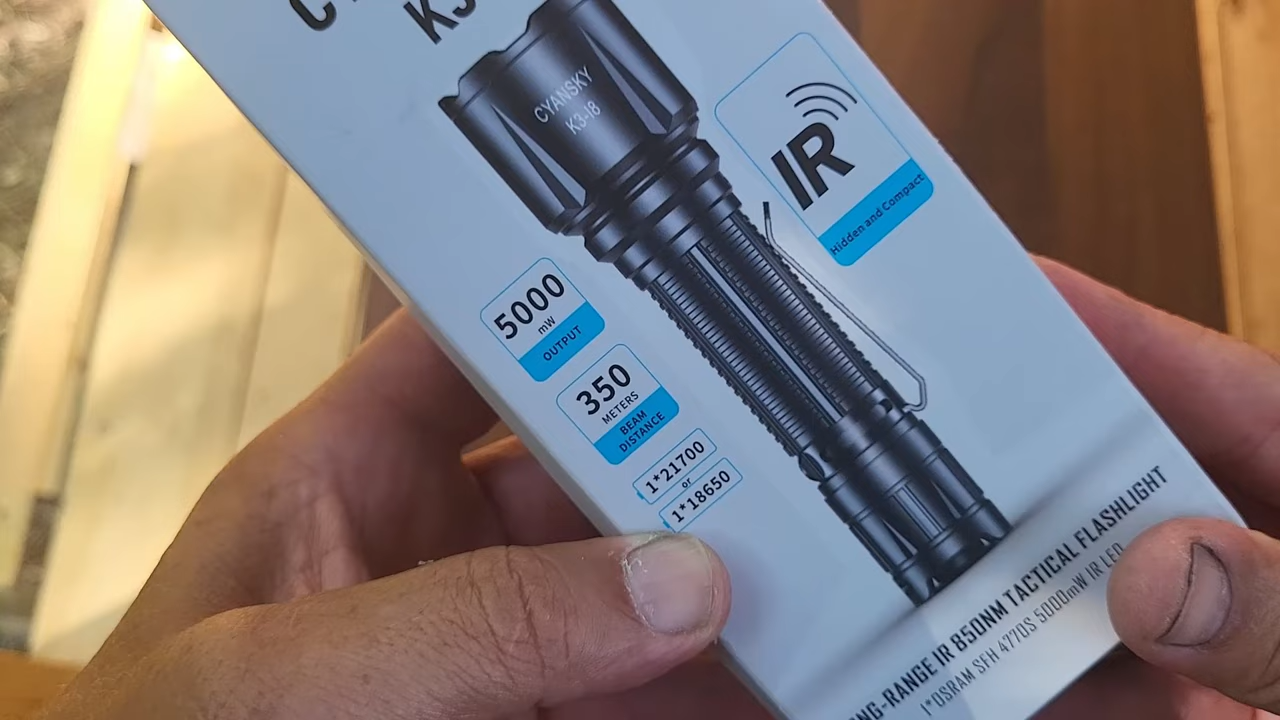 CYANSKY
K3-i8
IR
Hidden and Compact
5000
mW
OUTPUT
350
METERS
BEAM
DISTANCE
1*21700
or
1*18650
NG-RANGE IR 850NM TACTICAL FLASHLIGHT
1*OSRAM SFH 4770S 5000mW IR LED